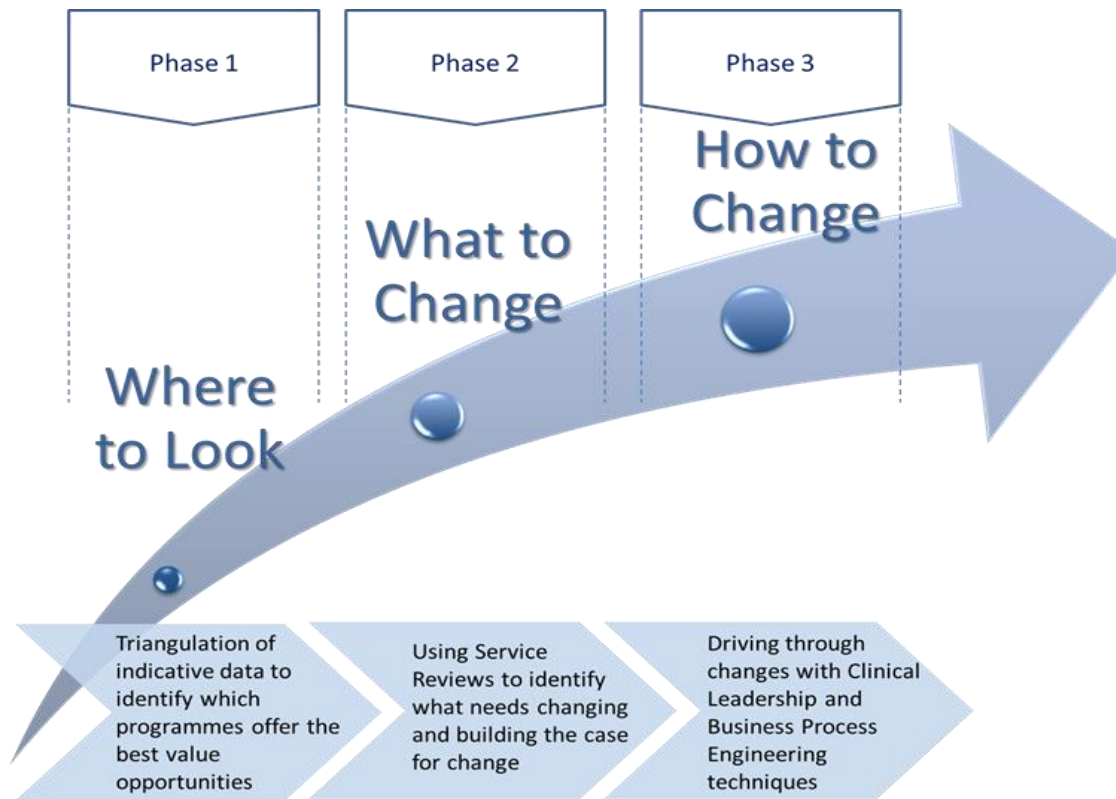 Phase 1
Phase 2
Phase 3
How to
Change
What to
Change
Where
to Look
Triangulation of
indicative data to
identify which
programmes offer the
best value
opportunities
Using Service
Reviews to identify
what needs changing
and building the case
for change
Driving through
changes with Clinical
Leadership and
Business Process
Engineering
techniques